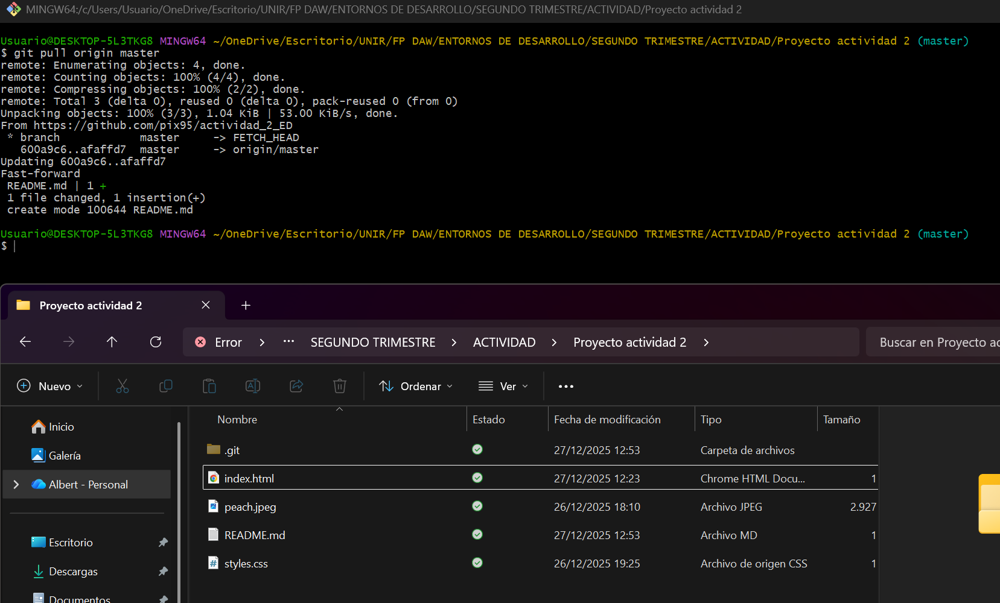 MINGW64:/c/Users/Usuario/OneDrive/Escritorio/UNIR/FP DAW/ENTORNOS DE DESARROLLO/SEGUNDO TRIMESTRE/ACTIVIDAD/Proyecto actividad 2
Usuario@DESKTOP-5L3TKG8 MINGW64 ~/OneDrive/Escritorio/UNIR/FP DAW/ENTORNOS DE DESARROLLO/SEGUNDO TRIMESTRE/ACTIVIDAD/Proyecto actividad 2 (master)
$ git pull origin master
remote: Enumerating objects: 4, done.
remote: Counting objects: 100% (4/4), done.
remote: Compressing objects: 100% (2/2), done.
remote: Total 3 (delta 0), reused 0 (delta 0), pack-reused 0 (from 0)
Unpacking objects: 100% (3/3), 1.04 KiB | 53.00 KiB/s, done.
From https://github.com/pix95/actividad_2_ED
 * branch            master     -> FETCH_HEAD
   600a9c6..afaffd7  master     -> origin/master
Updating 600a9c6..afaffd7
Fast-forward
 README.md | 1 +
 1 file changed, 1 insertion(+)
 create mode 100644 README.md
Usuario@DESKTOP-5L3TKG8 MINGW64 ~/OneDrive/Escritorio/UNIR/FP DAW/ENTORNOS DE DESARROLLO/SEGUNDO TRIMESTRE/ACTIVIDAD/Proyecto actividad 2 (master)
$
Proyecto actividad 2
Error > ... SEGUNDO TRIMESTRE > ACTIVIDAD > Proyecto actividad 2 >
Buscar en Proyecto ac
Nuevo
Ordenar
Ver
Inicio
Galería
Albert - Personal
Escritorio
Descargas
Documentos
Nombre Estado Fecha de modificación Tipo Tamaño
.git 27/12/2025 12:53 Carpeta de archivos
index.html 27/12/2025 12:23 Chrome HTML Docu... 1
peach.jpeg 26/12/2025 18:10 Archivo JPEG 2.927
README.md 27/12/2025 12:53 Archivo MD 1
styles.css 26/12/2025 19:25 Archivo de origen CSS 1